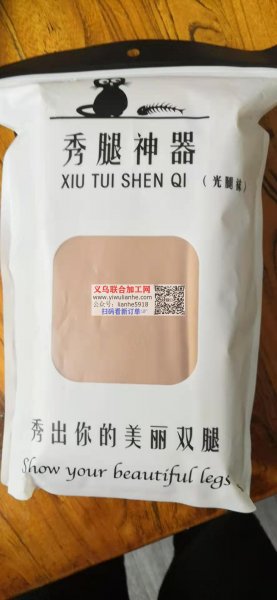 秀腿神器
XIU TUI SHEN QI （光腿袜）
义乌联合加工网
www.yiwulianhe.com
公众号：lianhe5918
扫码看新订单☞
秀出你的美丽双腿
Show your beautiful legs